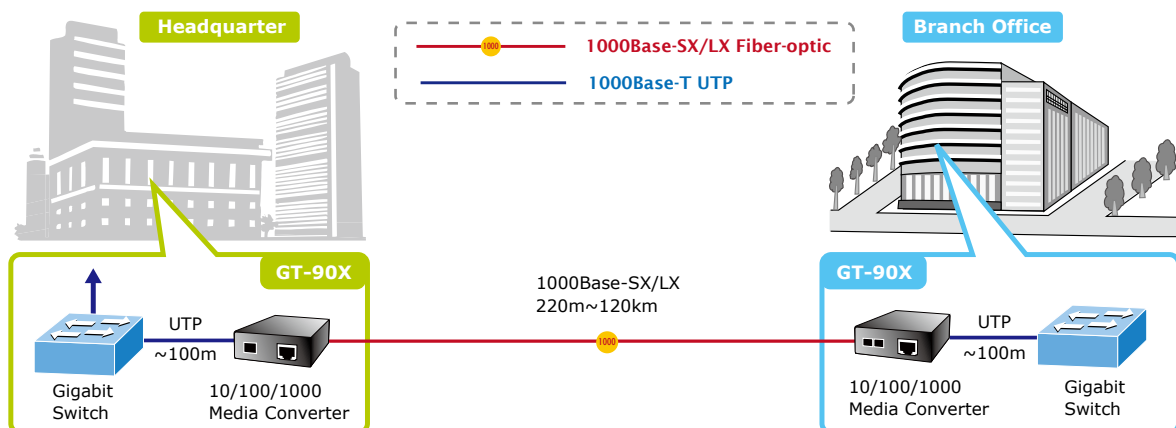 Headquarter
1000
1000Base-SX/LX Fiber-optic
1000Base-T UTP
Branch Office
GT-90X
UTP
~100m
Gigabit
Switch
10/100/1000
Media Converter
1000Base-SX/LX
220m~120km
1000
GT-90X
10/100/1000
Media Converter
UTP
~100m
Gigabit
Switch